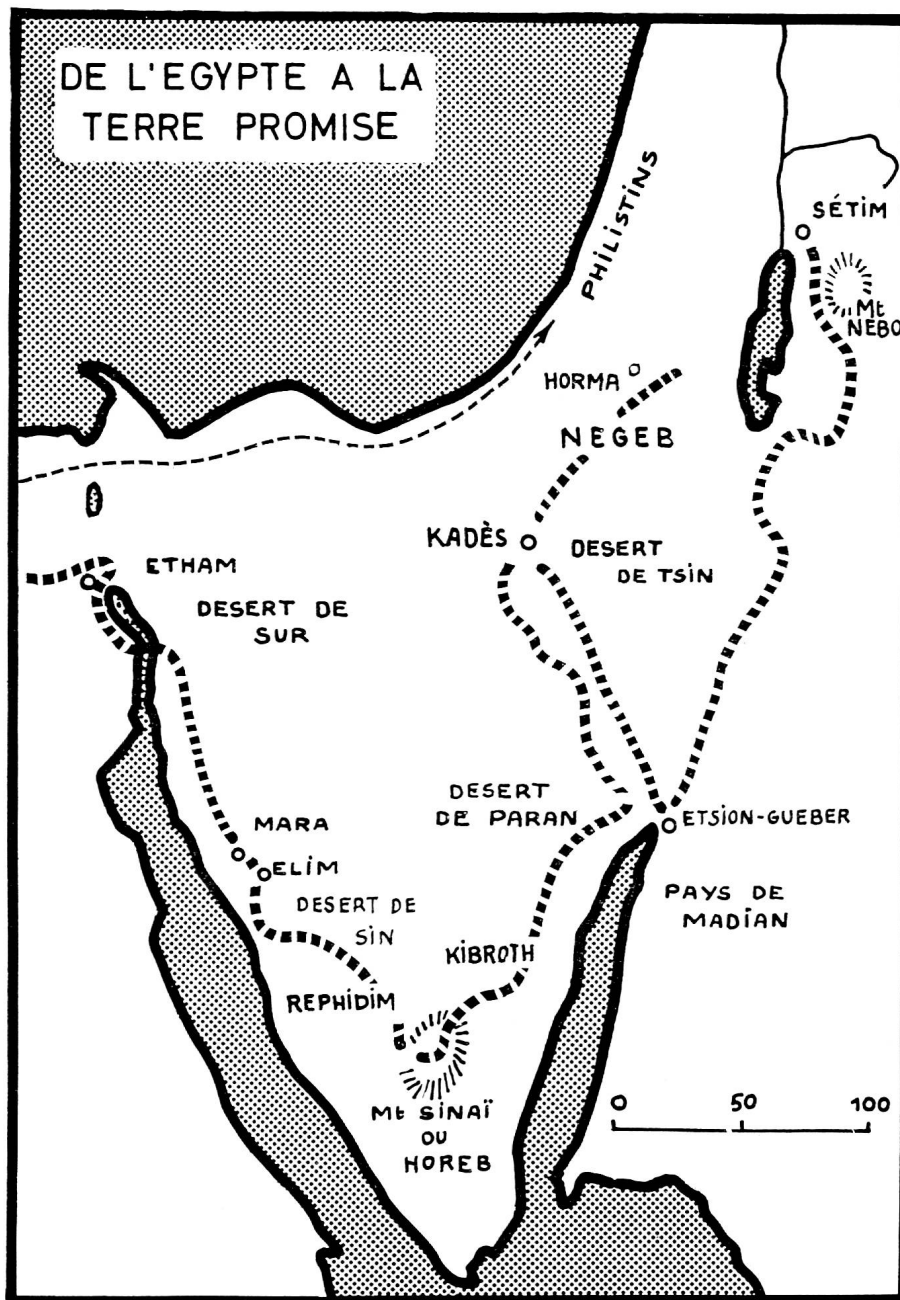 DE L'EGYPTE A LA
TERRE PROMISE
PHILISTINS
SÉTIM
Mt
NÉBO
HORMA
NEGEB
KADÈS
DESERT
DE TSIN
ETHAM
DESERT DE
SUR
MARA
ELIM
DESERT DE
SIN
DESERT
DE PARAN
ETSION-GUEBER
PAYS DE
MADIAN
KIBROTH
REPHIDIM
Mt SINAÏ
OU
HOREB
0 50 100